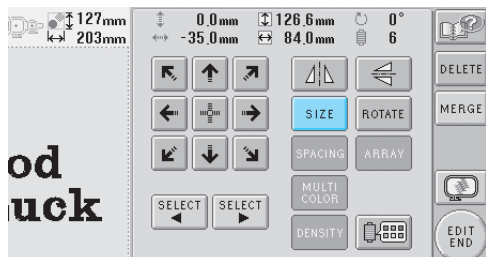 127mm 0.0mm 126.6mm 0°
203mm -35.0mm 84.0mm 6
DELETE
SIZE ROTATE MERGE
SPACING ARRAY
od
uck
SELECT SELECT
MULTI
COLOR
DENSITY
EDIT
END